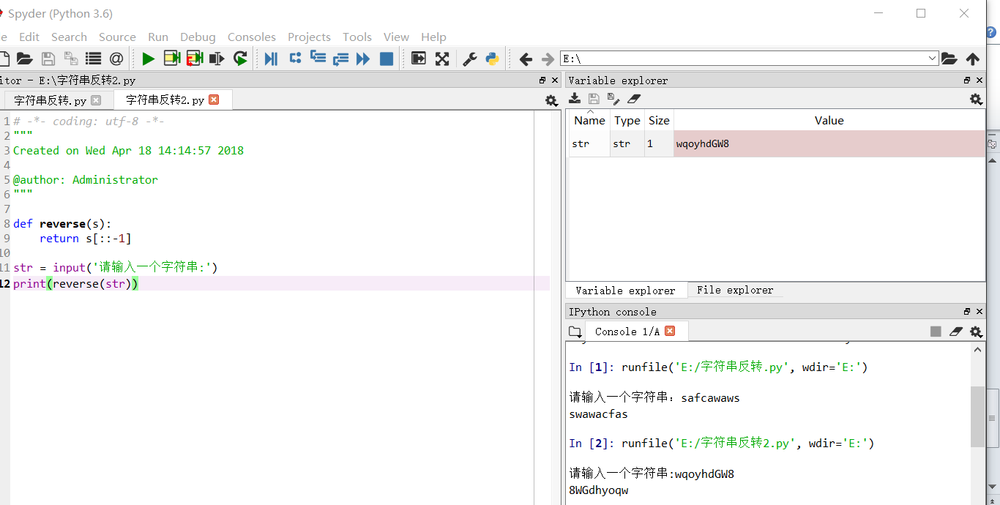 Spyder (Python 3.6)
Edit Search Source Run Debug Consoles Projects Tools View Help
E:\
itor - E:\字符串反转2.py
字符串反转.py
字符串反转2.py
1 # -*- coding: utf-8 -*-
2 """
3 Created on Wed Apr 18 14:14:57 2018
4
5 @author: Administrator
6 """
7
8 def reverse(s):
9     return s[::-1]
10
11 str = input('请输入一个字符串:')
12 print(reverse(str))
Variable explorer
Name Type Size Value
str str 1 wqoyhdGW8
Variable explorer File explorer
IPython console
Console 1/A
In [1]: runfile('E:/字符串反转.py', wdir='E:')
请输入一个字符串：safcawaws
swawacfas
In [2]: runfile('E:/字符串反转2.py', wdir='E:')
请输入一个字符串:wqoyhdGW8
8WGdhyoqw